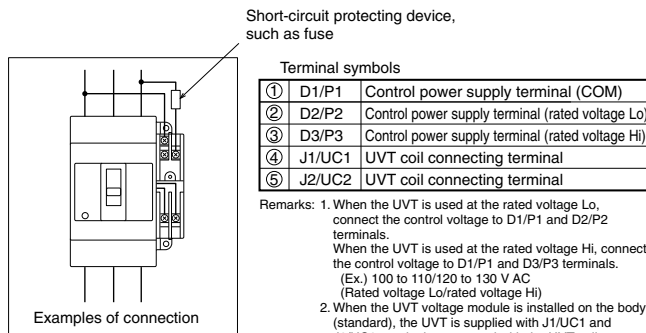 Short-circuit protecting device,
such as fuse
Examples of connection
Terminal symbols
① D1/P1 Control power supply terminal (COM)
② D2/P2 Control power supply terminal (rated voltage Lo)
③ D3/P3 Control power supply terminal (rated voltage Hi)
④ J1/UC1 UVT coil connecting terminal
⑤ J2/UC2 UVT coil connecting terminal
Remarks: 1. When the UVT is used at the rated voltage Lo,
connect the control voltage to D1/P1 and D2/P2
terminals.
When the UVT is used at the rated voltage Hi, connect
the control voltage to D1/P1 and D3/P3 terminals.
(Ex.) 100 to 110/120 to 130 V AC
(Rated voltage Lo/rated voltage Hi)
2. When the UVT voltage module is installed on the body
(standard), the UVT is supplied with J1/UC1 and